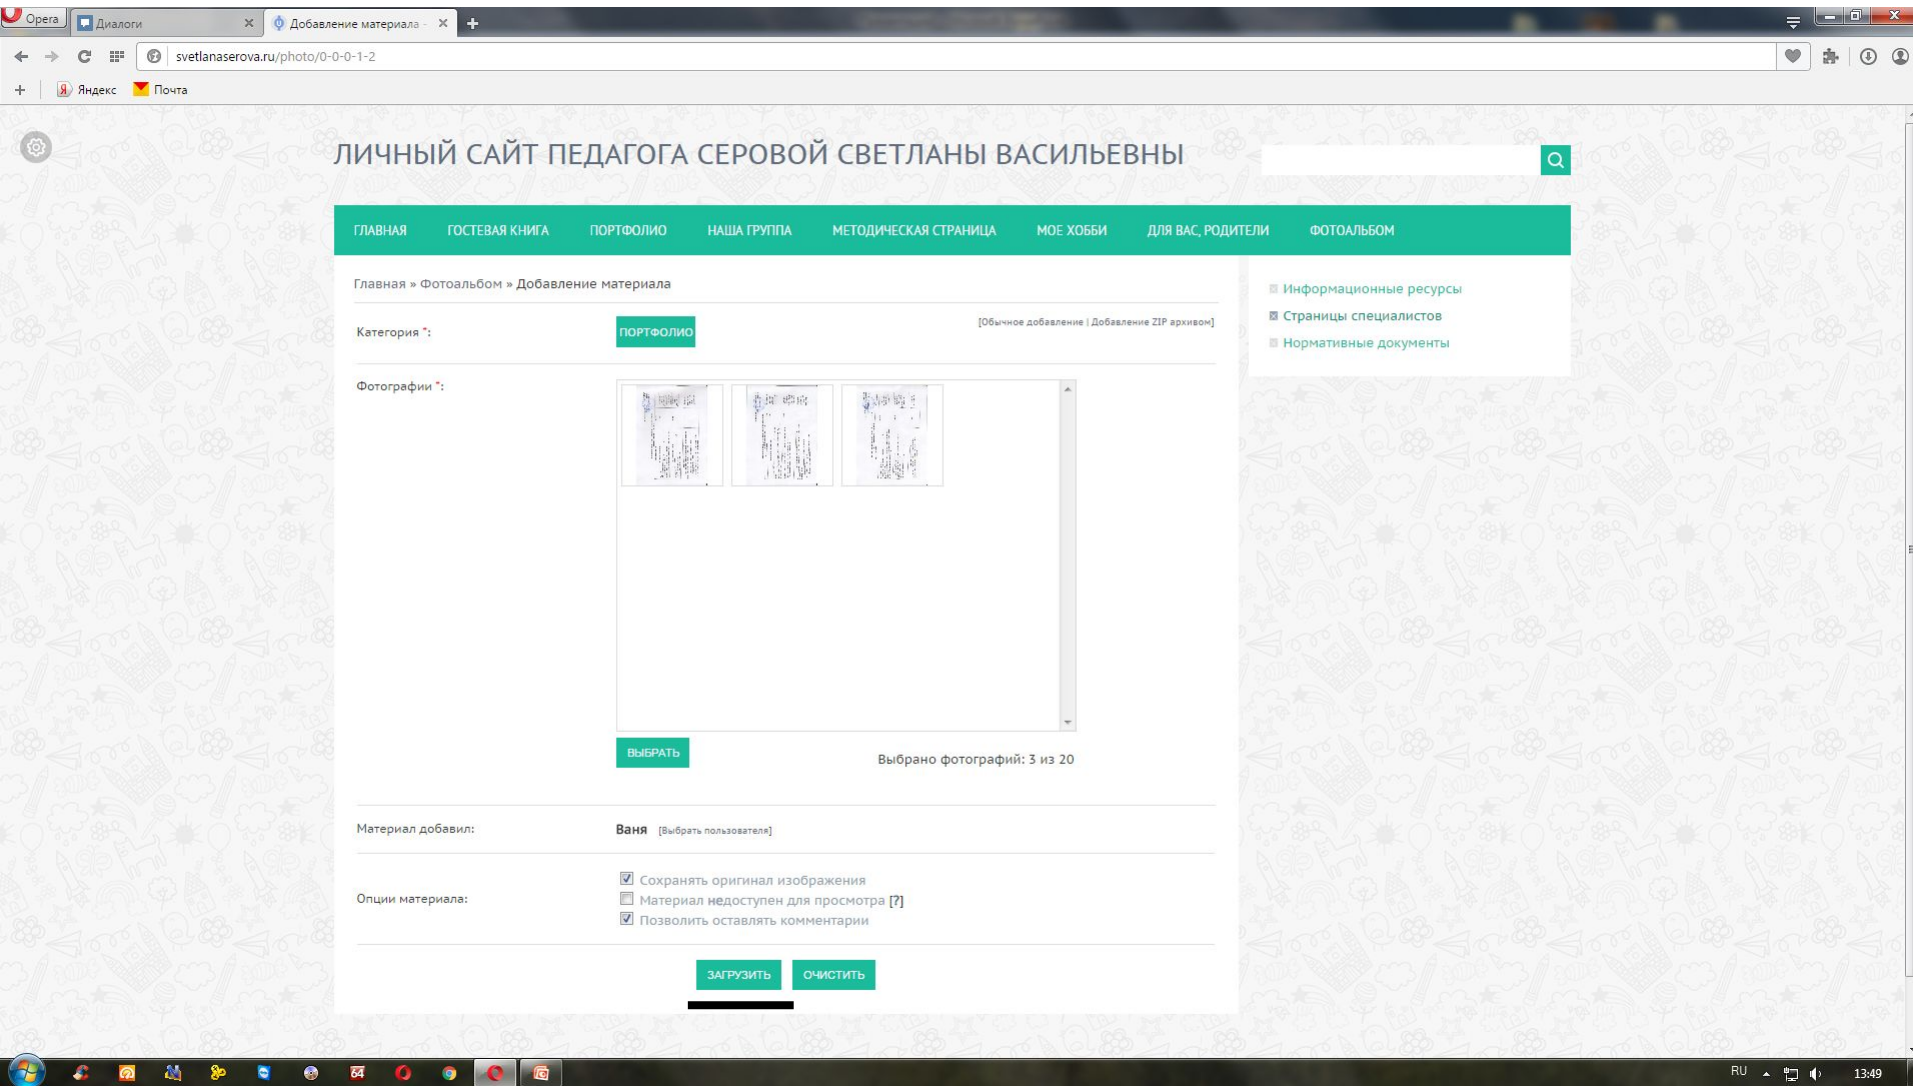 Opera
Диалоги
Добавление материала -
svetlanaserova.ru/photo/0-0-0-1-2
Яндекс
Почта
ЛИЧНЫЙ САЙТ ПЕДАГОГА СЕРОВОЙ СВЕТЛАНЫ ВАСИЛЬЕВНЫ
ГЛАВНАЯ ГОСТЕВАЯ КНИГА ПОРТФОЛИО НАША ГРУППА МЕТОДИЧЕСКАЯ СТРАНИЦА МОЕ ХОББИ ДЛЯ ВАС, РОДИТЕЛИ ФОТОАЛЬБОМ
Главная » Фотоальбом » Добавление материала
Категория *:
ПОРТФОЛИО
[Обычное добавление | Добавление ZIP архивом]
Фотографии *:
ВЫБРАТЬ
Выбрано фотографий: 3 из 20
Материал добавил:
Ваня [Выбрать пользователя]
Опции материала:
Сохранять оригинал изображения
Материал недоступен для просмотра [?]
Позволить оставлять комментарии
ЗАГРУЗИТЬ ОЧИСТИТЬ
Информационные ресурсы
Страницы специалистов
Нормативные документы
64
RU
13:49